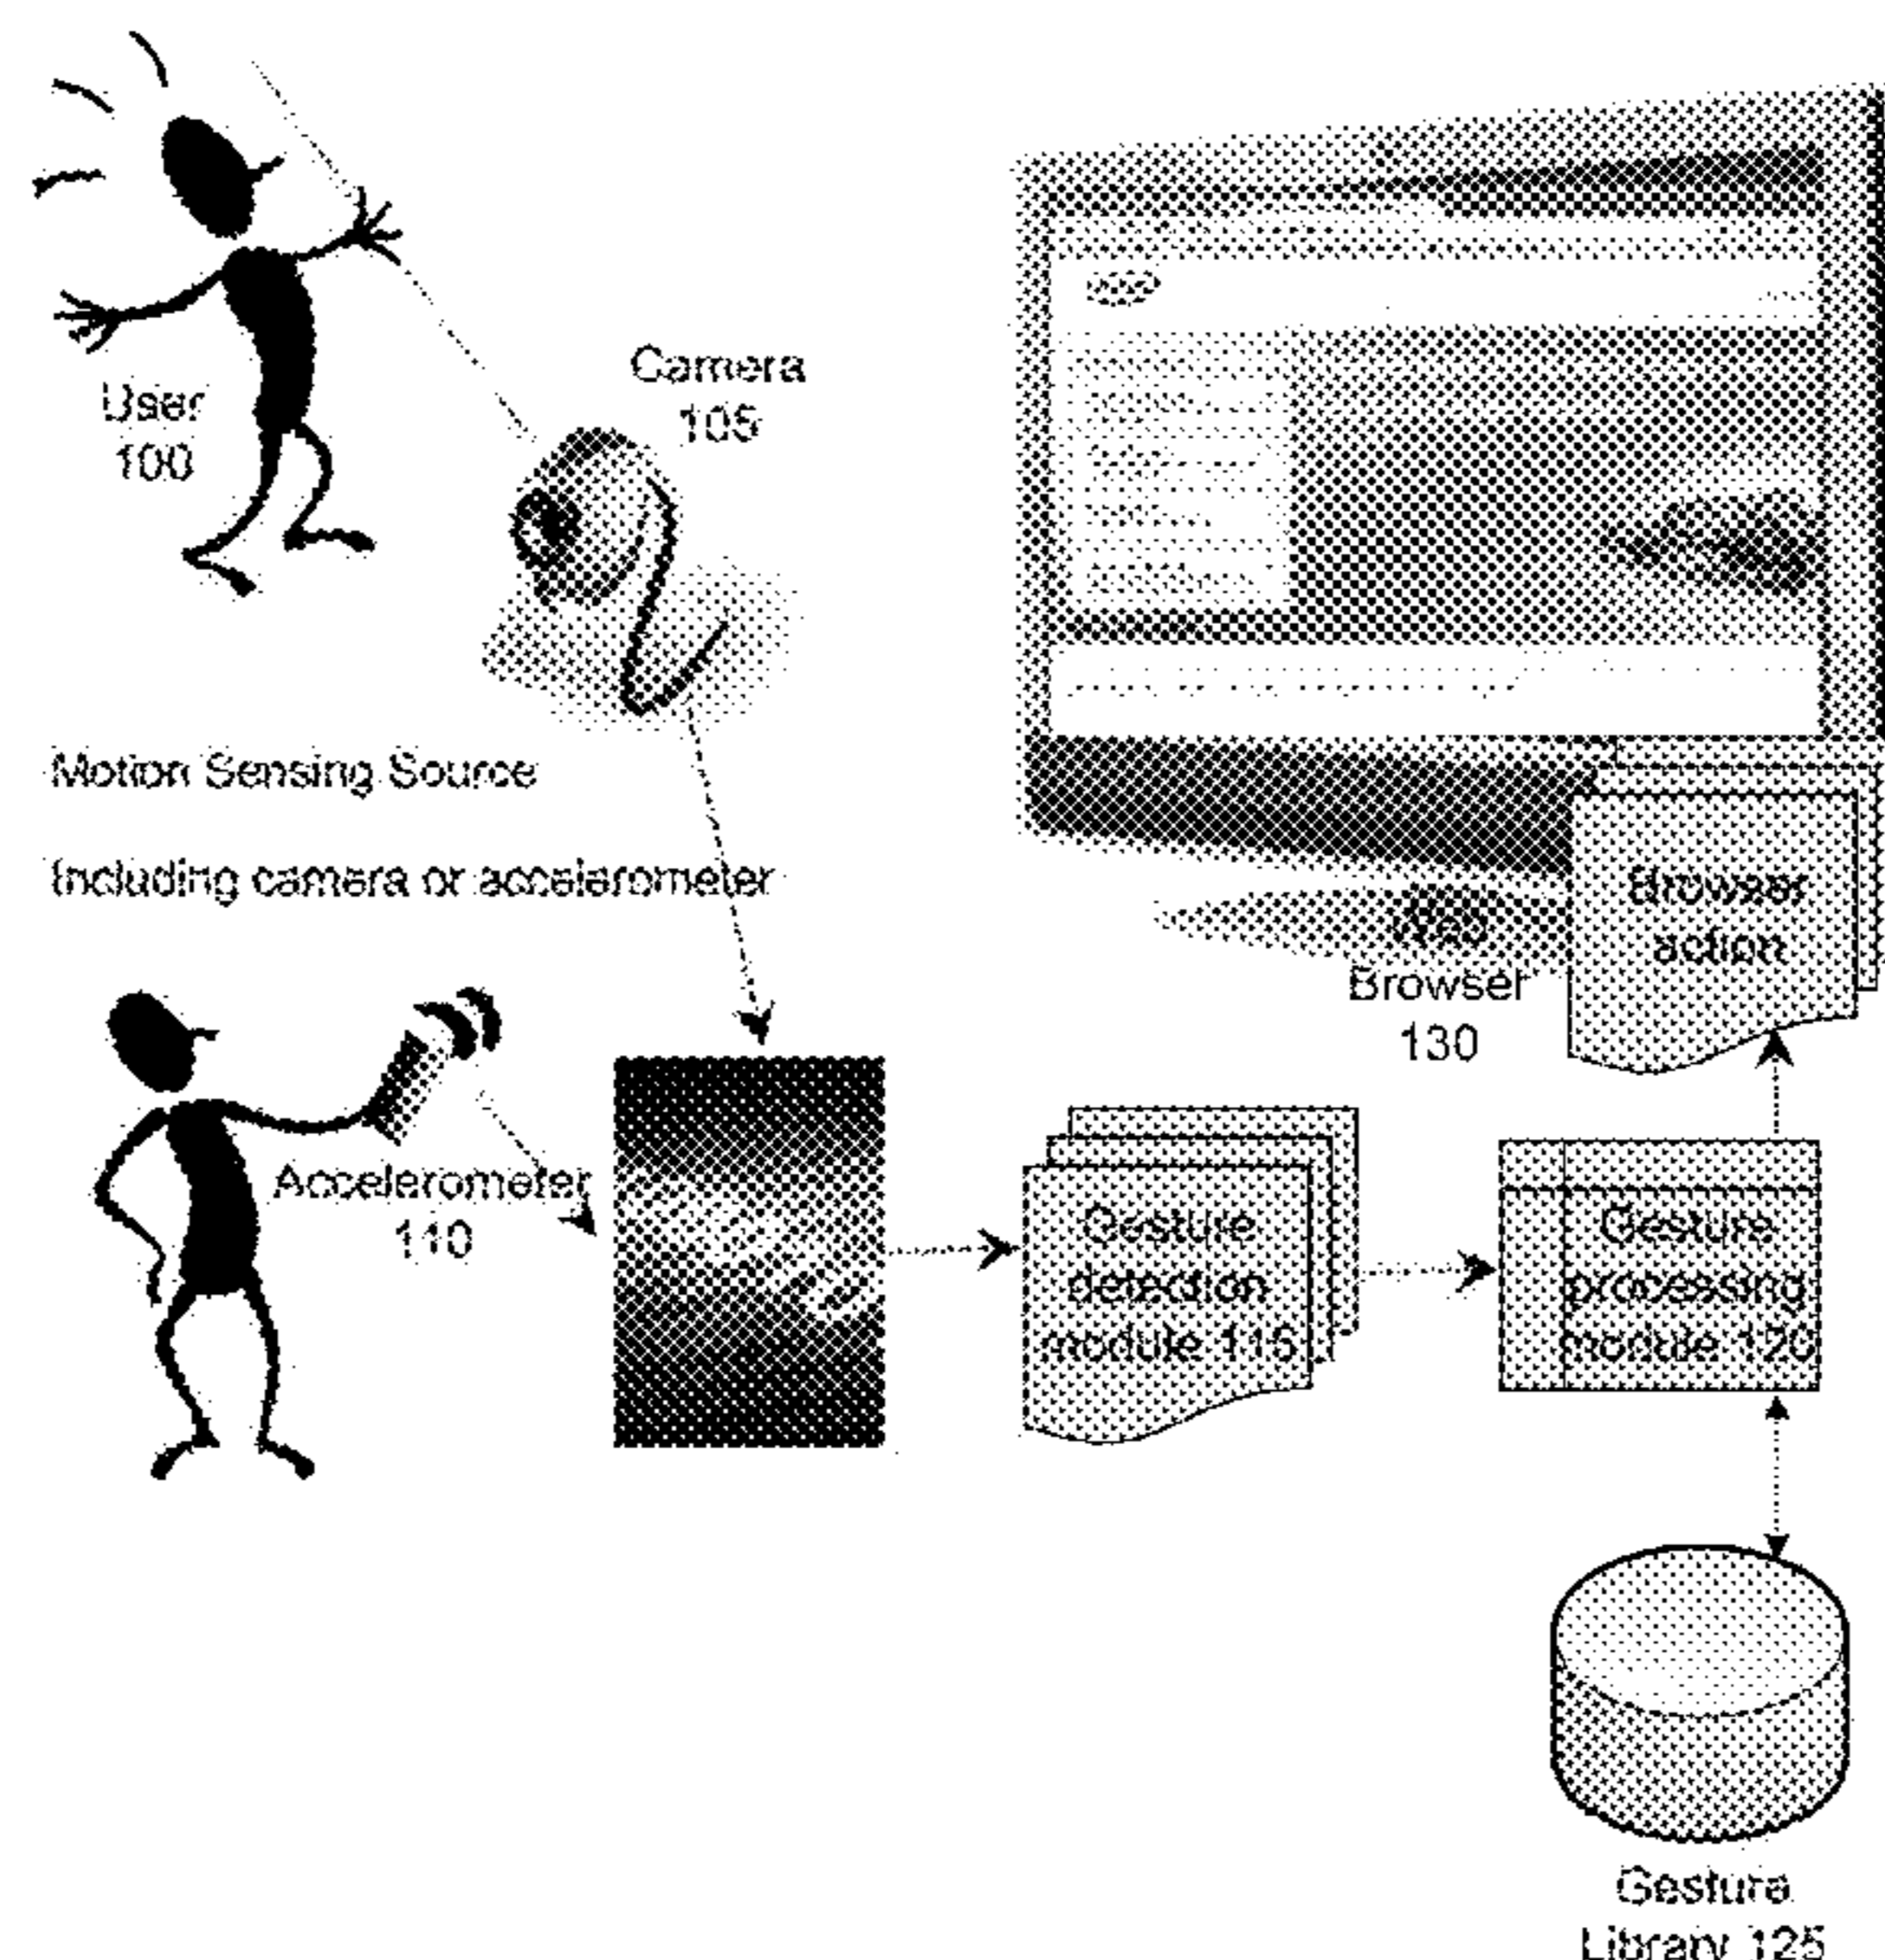 User
100
Camera
105
Motion Sensing Source
Including camera or accelerometer
Web
Browser
130
Browser
action
Accelerometer
110
Gesture
detection
module 115
Gesture
processing
module 120
Gesture
Library 125